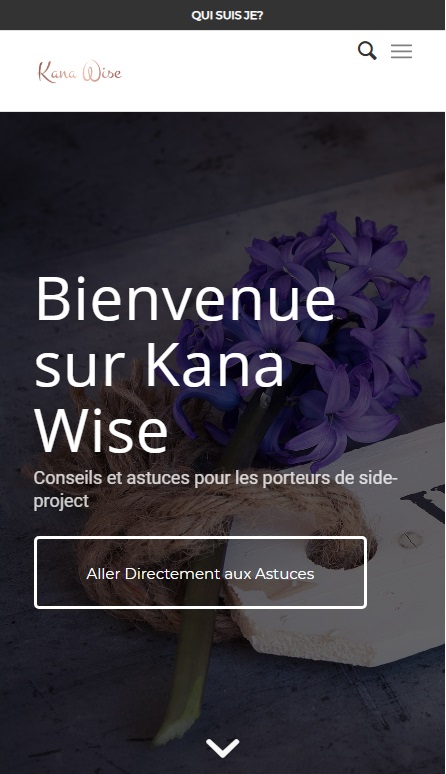 QUI SUIS JE?
Kana Wise
Bienvenue
sur Kana
Wise
Conseils et astuces pour les porteurs de side-
project
Aller Directement aux Astuces